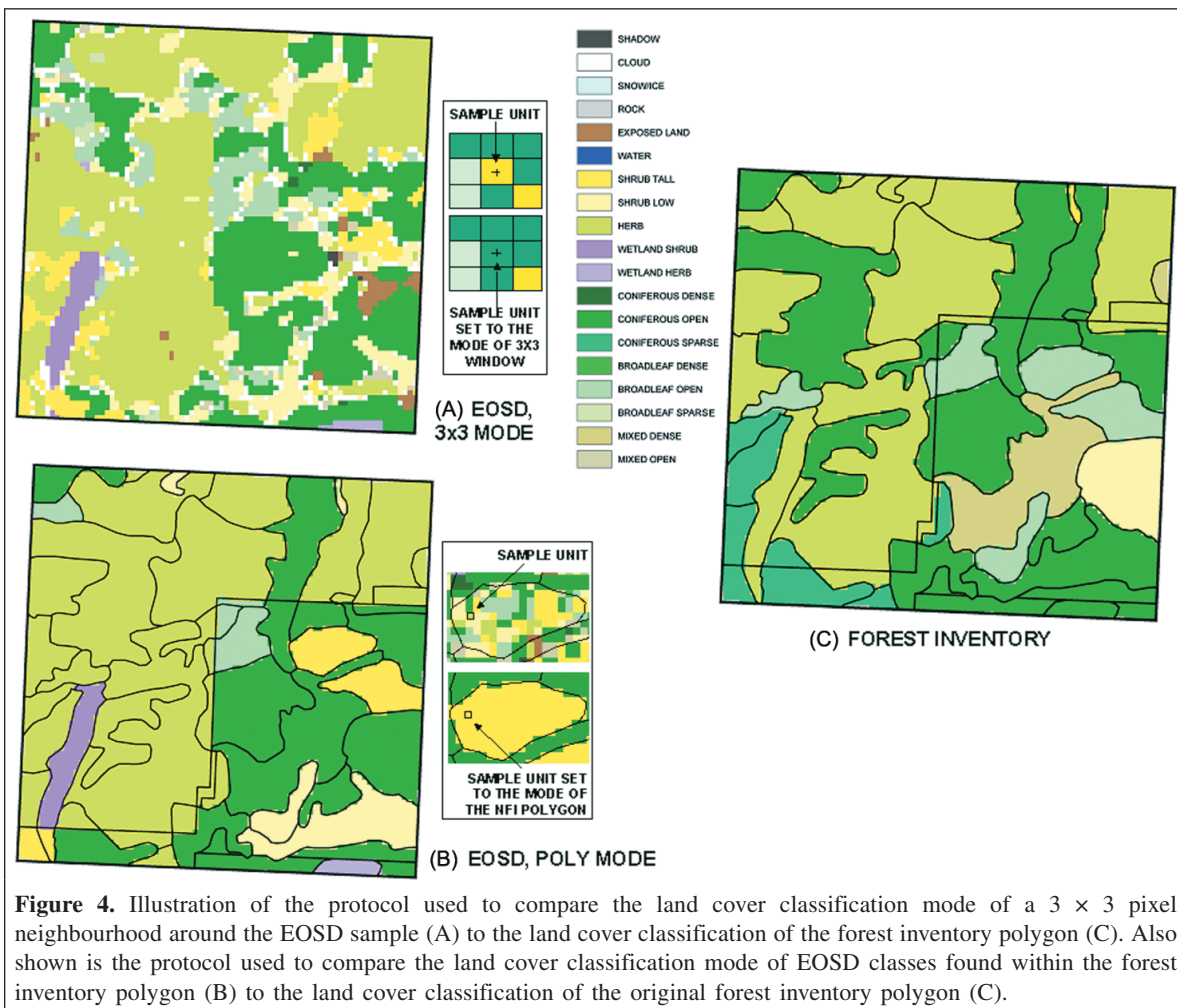 SAMPLE UNIT
SAMPLE UNIT
SET TO THE
MODE OF 3X3
WINDOW
(A) EOSD,
3x3 MODE
SHADOW
CLOUD
SNOW/ICE
ROCK
EXPOSED LAND
WATER
SHRUB TALL
SHRUB LOW
HERB
WETLAND SHRUB
WETLAND HERB
CONIFEROUS DENSE
CONIFEROUS OPEN
CONIFEROUS SPARSE
BROADLEAF DENSE
BROADLEAF OPEN
BROADLEAF SPARSE
MIXED DENSE
MIXED OPEN
(C) FOREST INVENTORY
SAMPLE UNIT
SAMPLE UNIT SET
TO THE MODE OF
THE NFI POLYGON
(B) EOSD, POLY MODE
Figure 4. Illustration of the protocol used to compare the land cover classification mode of a 3 × 3 pixel
neighbourhood around the EOSD sample (A) to the land cover classification of the forest inventory polygon (C). Also
shown is the protocol used to compare the land cover classification mode of EOSD classes found within the forest
inventory polygon (B) to the land cover classification of the original forest inventory polygon (C).